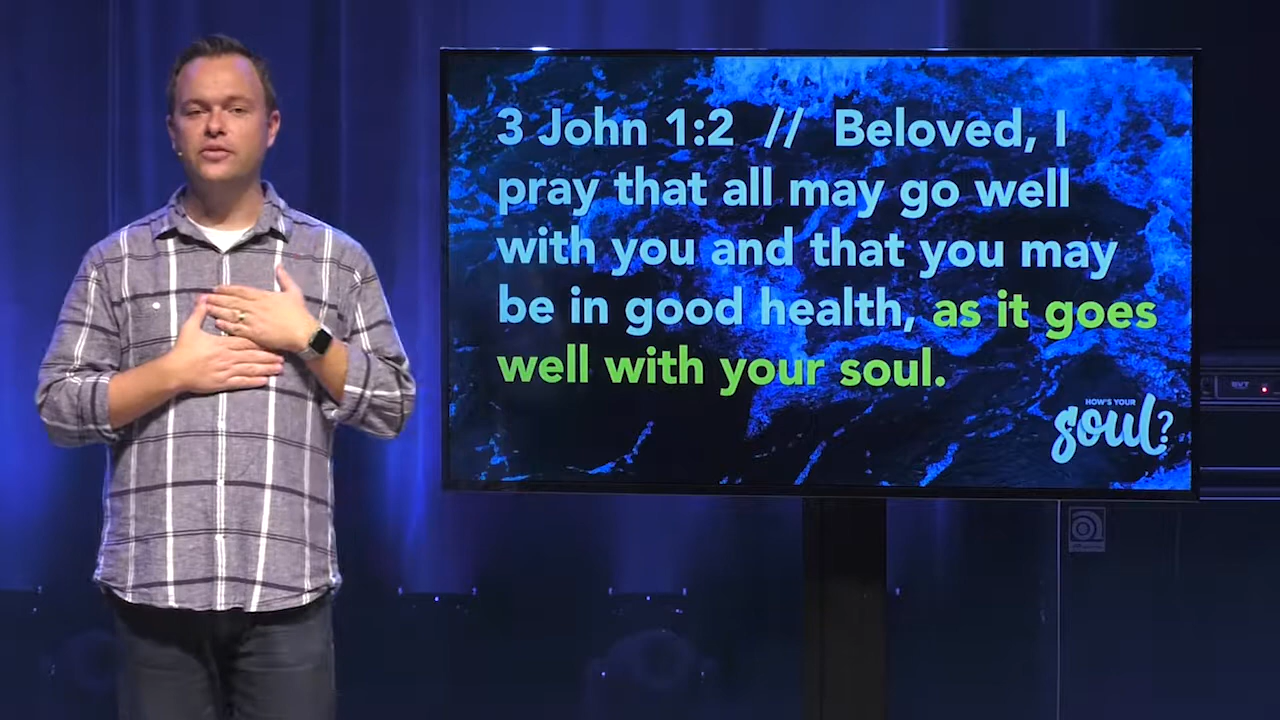 3 John 1:2 // Beloved, I
pray that all may go well
with you and that you may
be in good health, as it goes
well with your soul.
HOW'S YOUR
soul?